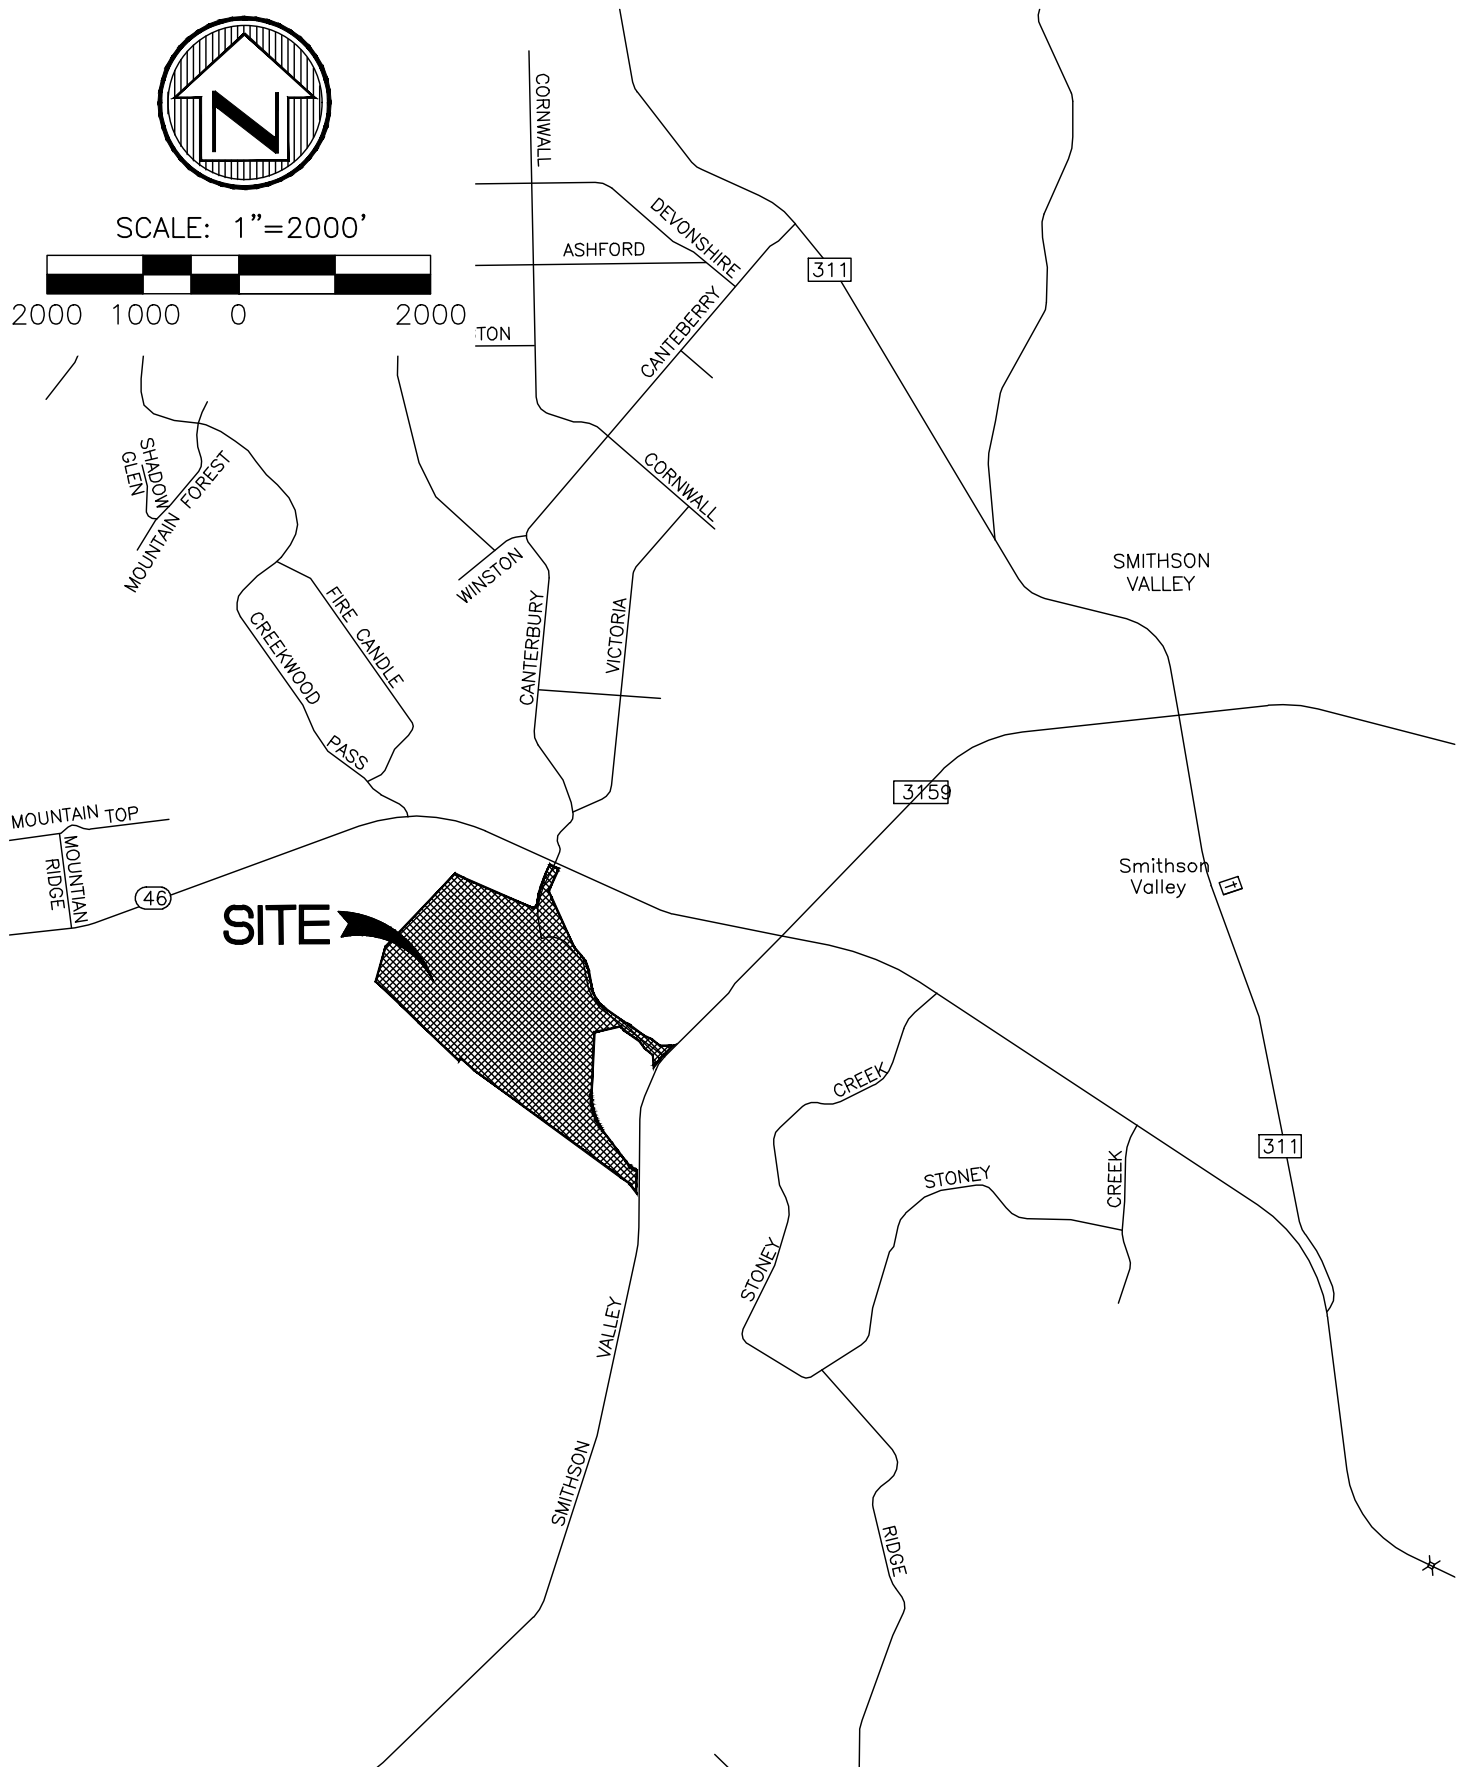 N
SCALE: 1"=2000'
2000 1000 0 2000
CORNWALL
DEVONSHIRE
ASHFORD
311
CANTEBERRY
TON
SHADOW
GLEN
MOUNTAIN FOREST
CORNWALL
WINSTON
SMITHSON
VALLEY
FIRE CANDLE
CREEKWOOD
PASS
CANTERBURY
VICTORIA
3159
MOUNTAIN TOP
MOUNTIAN
RIDGE
46
SITE
Smithson
Valley
CREEK
STONEY
CREEK
311
STONEY
VALLEY
SMITHSON
RIDGE